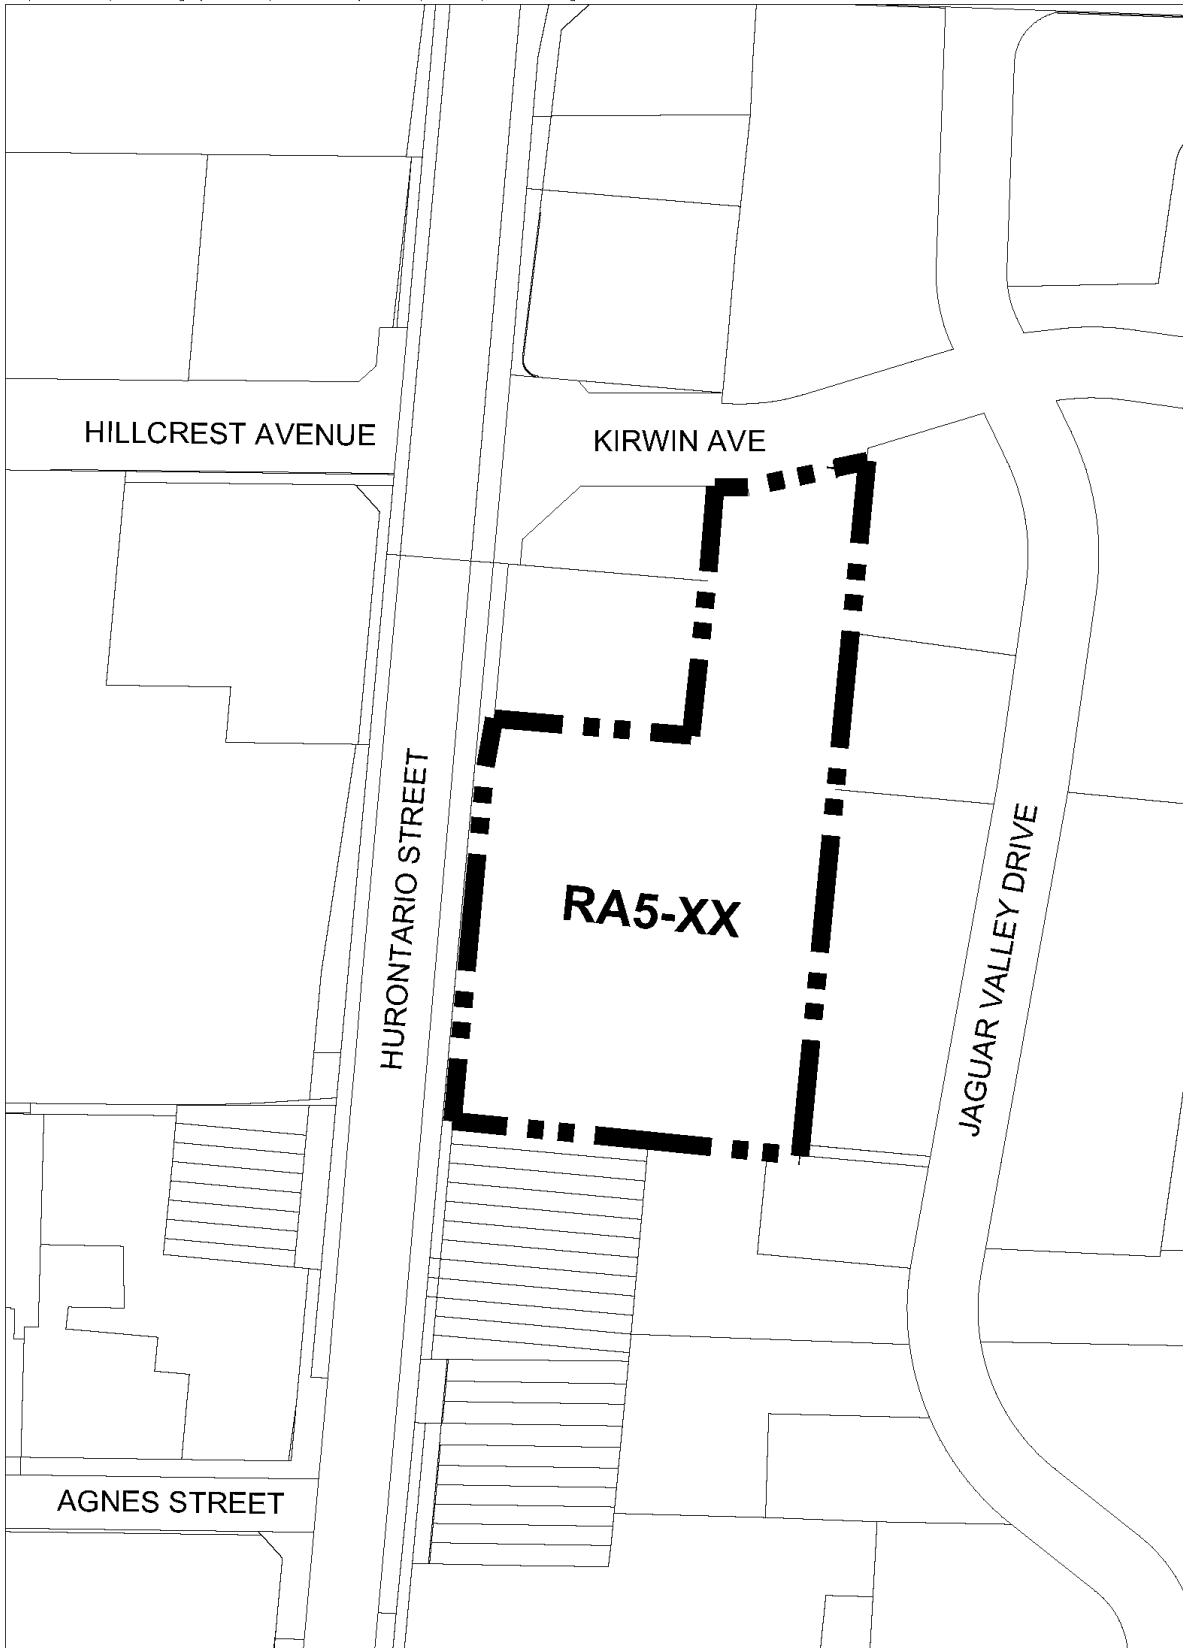 HILLCREST AVENUE
KIRWIN AVE
HURONTARIO STREET
RA5-XX
JAGUAR VALLEY DRIVE
AGNES STREET